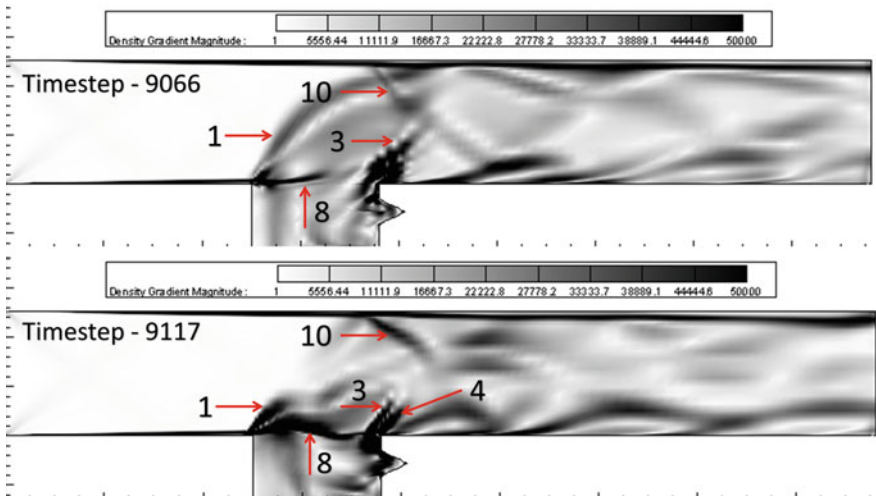 Density Gradient Magnitude : 1 5556.44 11111.9 16667.3 22222.8 27778.2 33333.7 38889.1 44444.6 50000
Timestep - 9066
10
1
3
8
Density Gradient Magnitude : 1 5556.44 11111.9 16667.3 22222.8 27778.2 33333.7 38889.1 44444.6 50000
Timestep - 9117
10
3
4
1
8